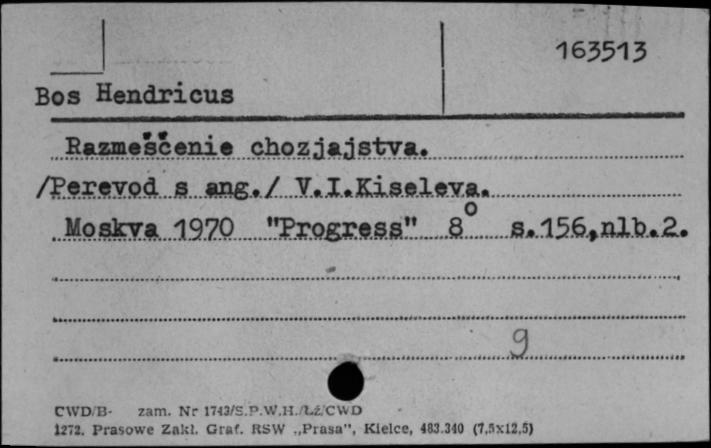 163513
Bos Hendricus
Razmeščenie chozjajstva.
/Perevod s ang./ V.I.Kiseleva.
Moskva 1970 "Progress" 8° s.156,nlb.2.
9
CWD/B- zam. Nr 1743/S.P.W.H./Łź/CWD
1272. Prasowe Zakł. Graf. RSW „Prasa", Kielce, 483.340 (7,5x12,5)